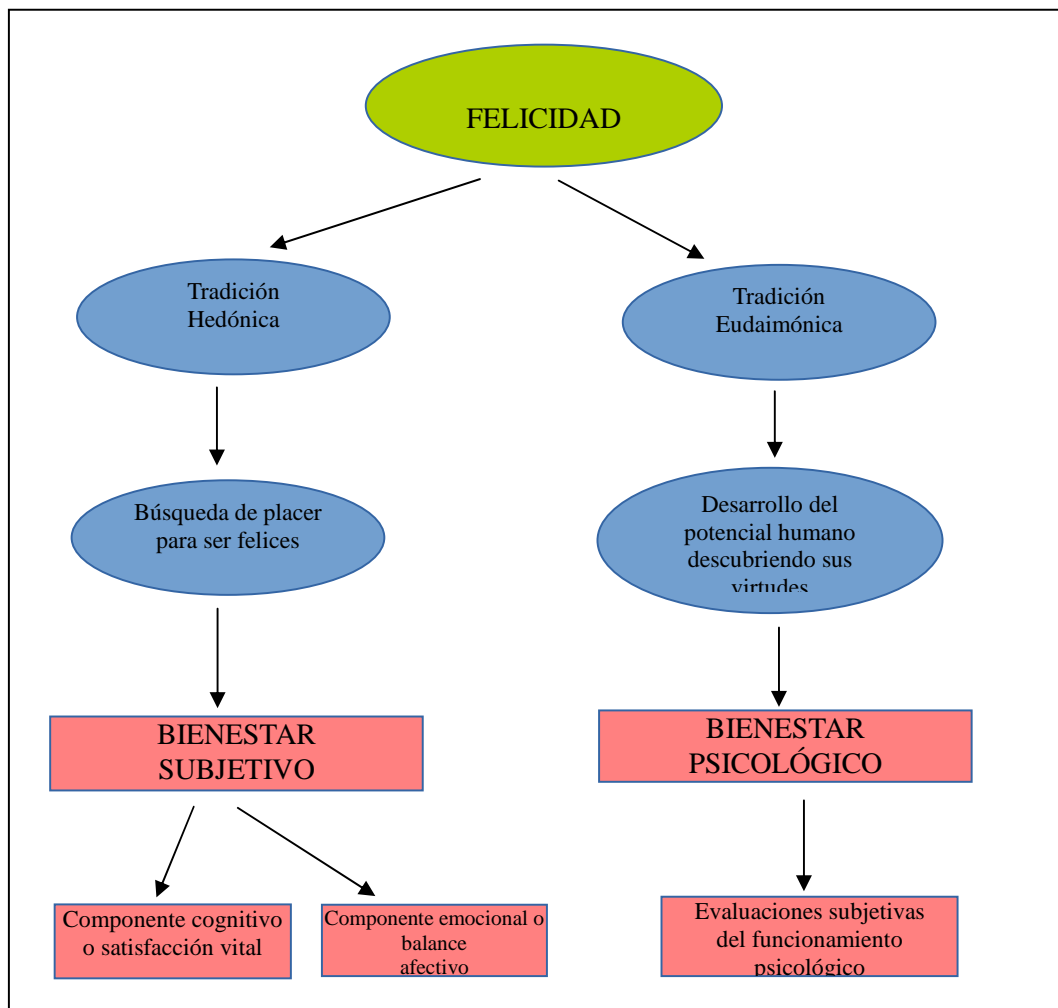 FELICIDAD
Tradición
Hedónica
Tradición
Eudaimónica
Búsqueda de placer
para ser felices
Desarrollo del
potencial humano
descubriendo sus
virtudes
BIENESTAR
SUBJETIVO
BIENESTAR
PSICOLÓGICO
Componente cognitivo
o satisfacción vital
Componente emocional o
balance
afectivo
Evaluaciones subjetivas
del funcionamiento
psicológico